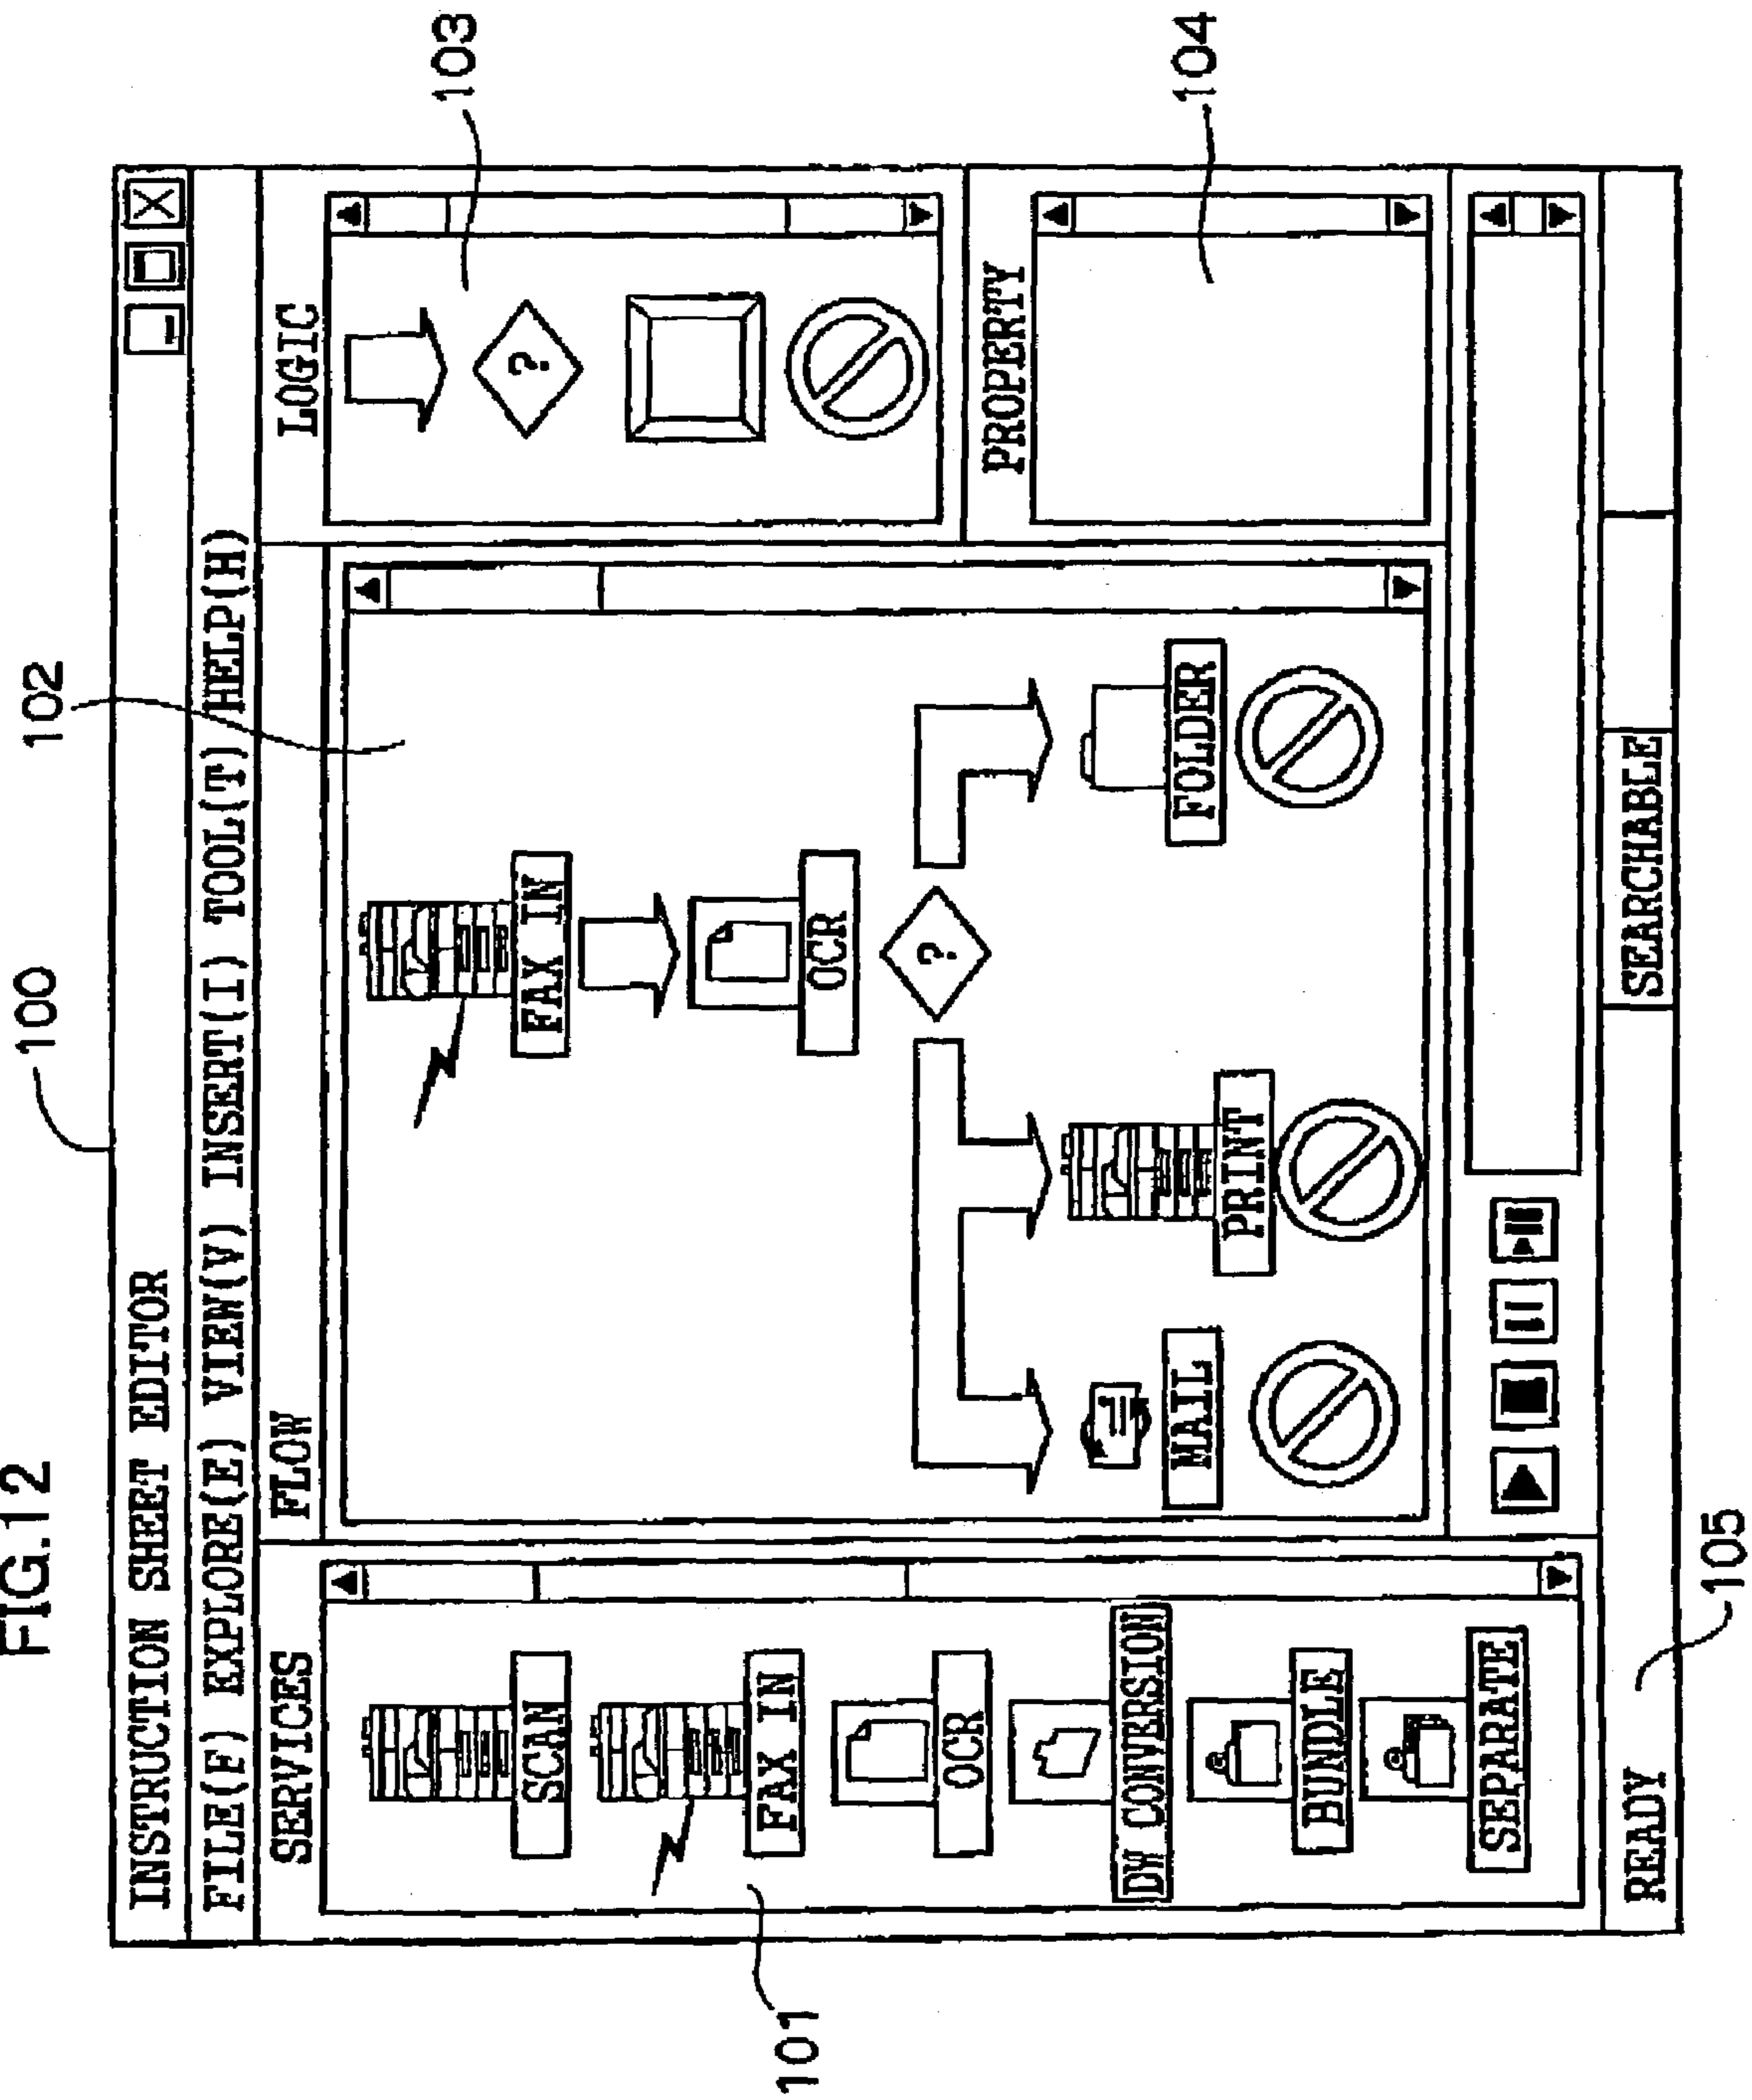 FIG.12
100
102
INSTRUCTION SHEET EDITOR
FILE(F) EXPLORE(E) VIEW(V) INSERT(I) TOOL(T) HELP(H)
SERVICES
SCAN
FAX IN
OCR
DW CONVERSION
BUNDLE
SEPARATE
101
FLOW
FAX IN
OCR
?
MAIL
PRINT
FOLDER
LOGIC
?
103
PROPERTY
104
READY
SEARCHABLE
105